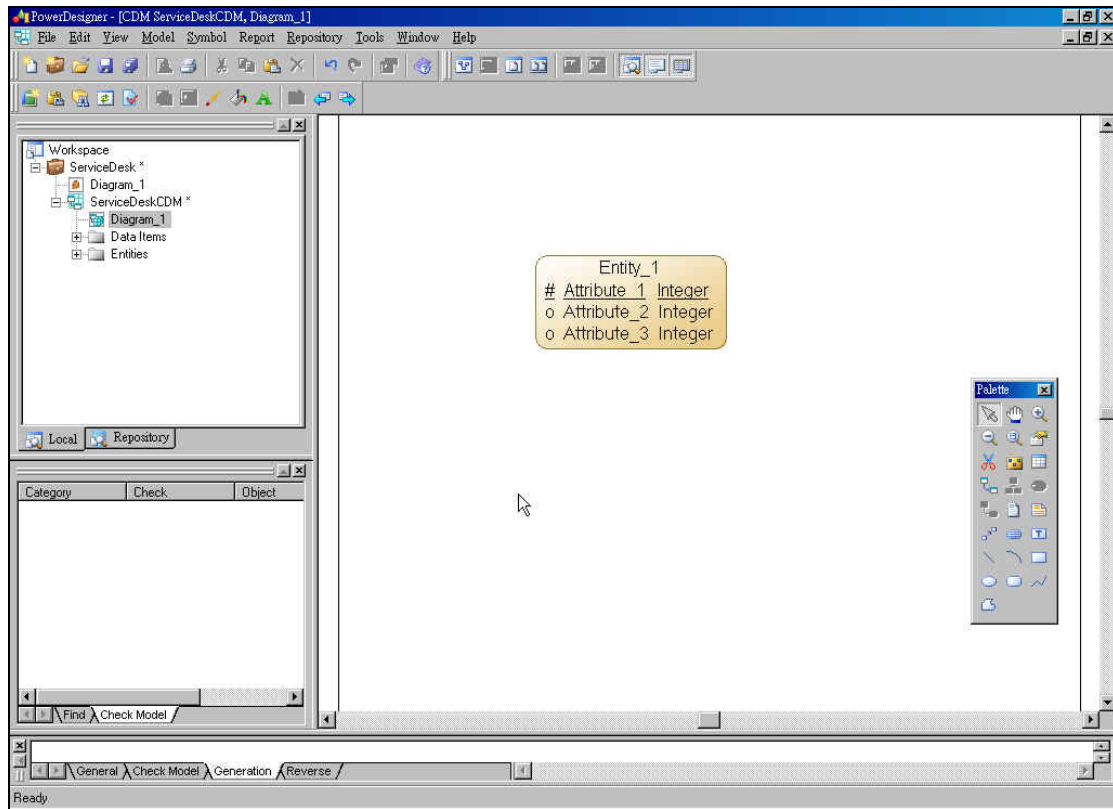 PowerDesigner - [CDM ServiceDeskCDM, Diagram_1]
File Edit View Model Symbol Report Repository Tools Window Help
Workspace
ServiceDesk *
Diagram_1
ServiceDeskCDM *
Diagram_1
Data Items
Entities
Local Repository
Category Check Object
Find Check Model
Entity_1
# Attribute_1 Integer
o Attribute_2 Integer
o Attribute_3 Integer
Palette
General Check Model Generation Reverse
Ready